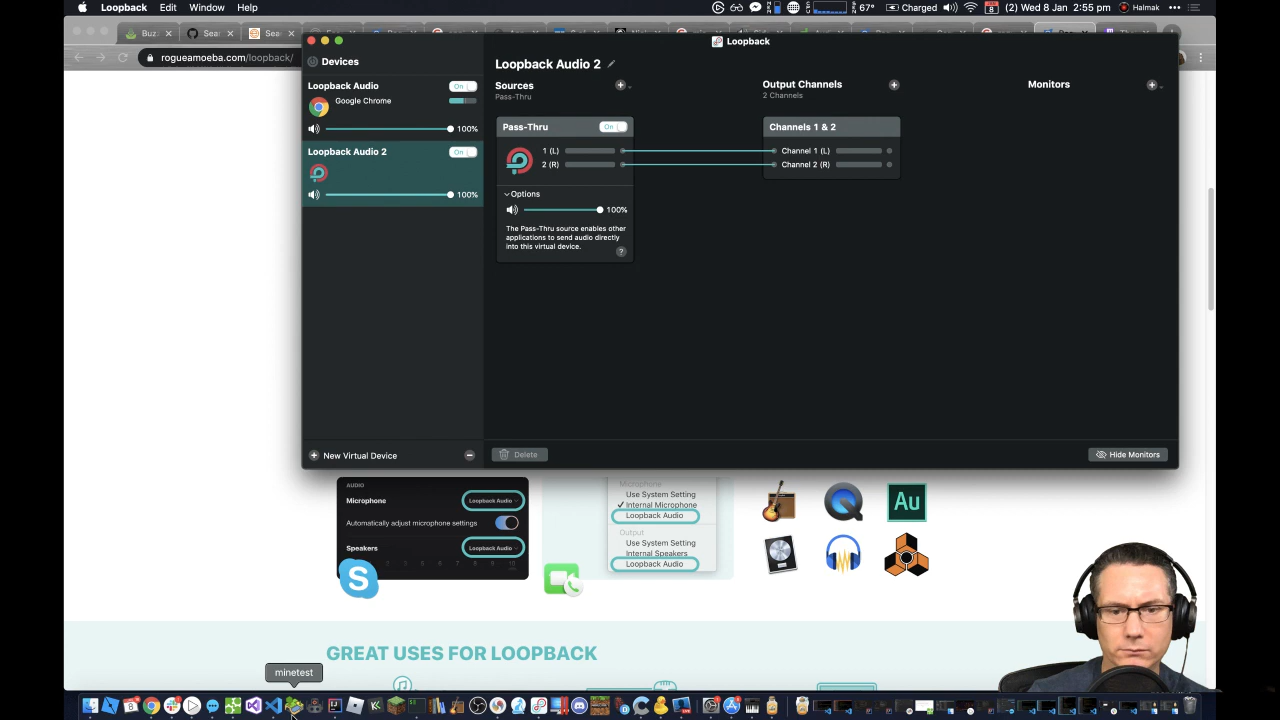 Loopback Edit Window Help
67° Charged (2) Wed 8 Jan 2:55 pm Halmak
Buz
rogueamoeba.com/loopback/
Loopback
Devices
Loopback Audio On
Google Chrome
100%
Loopback Audio 2 On
100%
New Virtual Device
Loopback Audio 2
Sources
Pass-Thru
Output Channels
2 Channels
Monitors
Pass-Thru On
1 (L)
2 (R)
Options
100%
The Pass-Thru source enables other
applications to send audio directly
into this virtual device.
?
Channels 1 & 2
Channel 1 (L)
Channel 2 (R)
Delete
Hide Monitors
AUDIO
Microphone Loopback Audio
Automatically adjust microphone settings
Speakers Loopback Audio
Microphone
Use System Setting
✓ Internal Microphone
Loopback Audio
Output
Use System Setting
Internal Speakers
Loopback Audio
Au
GREAT USES FOR LOOPBACK
minetest